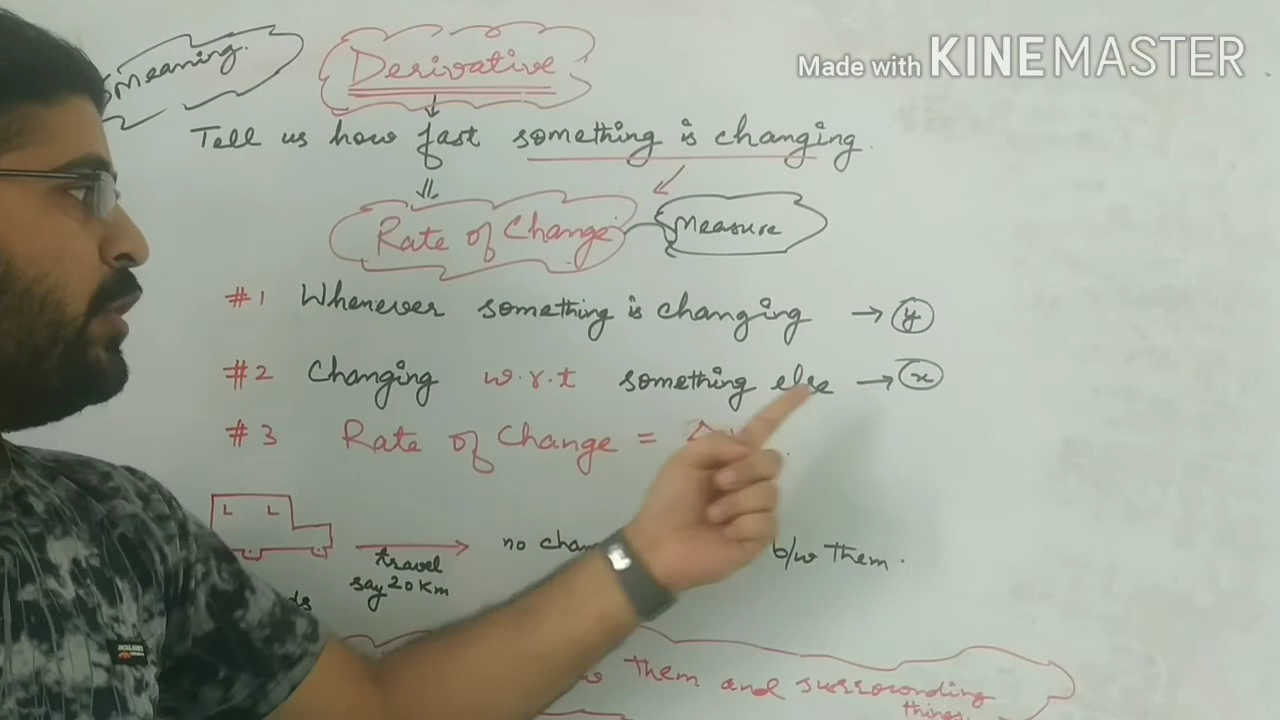 Made with KINEMASTER
meaning.
Derivative
Tell us how fast something is changing.
Rate of Change
Measure
#1 Whenever something is changing → y
#2 Changing w.r.t something else → x
#3 Rate of Change =
L L
travel
say 20 Km
no
b/w them.
them and surrowonding
things.